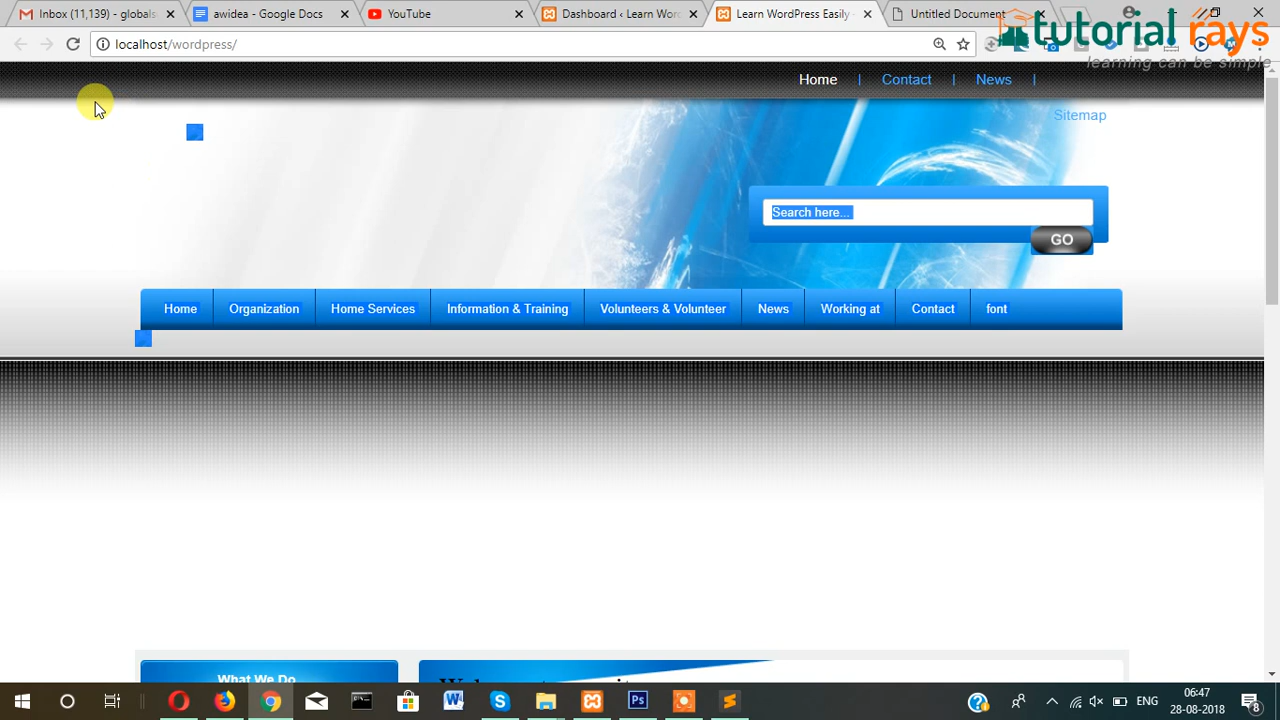 Inbox (11,139) - globals
awidea - Google Docs
YouTube
Dashboard ‹ Learn Wor
Learn WordPress Easily
Untitled Document
localhost/wordpress/
tutorial rays
learning can be simple
Home | Contact | News |
Sitemap
Search here...
GO
Home Organization Home Services Information & Training Volunteers & Volunteer News Working at Contact font
What We Do
ENG
06:47
28-08-2018
8